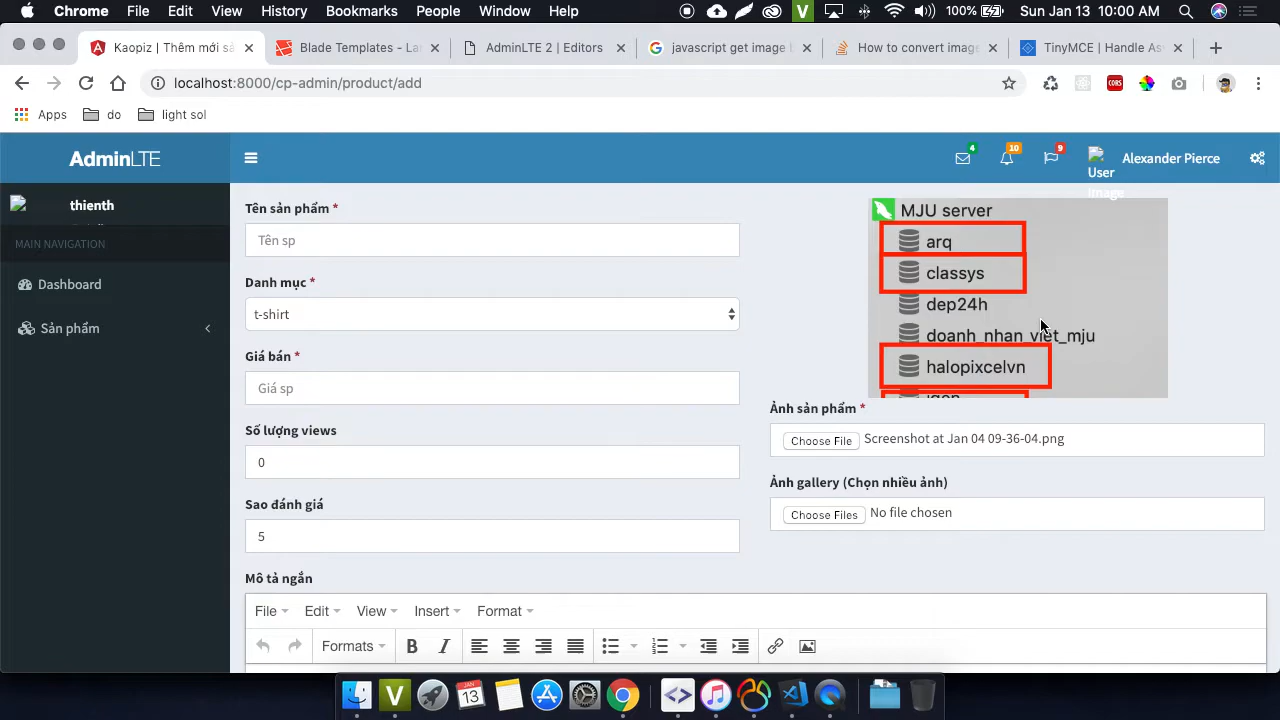 Chrome File Edit View History Bookmarks People Window Help 100% Sun Jan 13 10:00 AM
Kaopiz | Thêm mới sả Blade Templates - La AdminLTE 2 | Editors javascript get image b How to convert image TinyMCE | Handle As
localhost:8000/cp-admin/product/add CORS
Apps do light sol
AdminLTE 4 10 9 User Image Alexander Pierce
thienth
MAIN NAVIGATION
Dashboard
Sản phẩm
Tên sản phẩm *
Tên sp
Danh mục *
t-shirt
Giá bán *
Giá sp
Số lượng views
0
Sao đánh giá
5
MJU server
arq
classys
dep24h
doanh_nhan_viet_mju
halopixcelvn
Ảnh sản phẩm *
Choose File Screenshot at Jan 04 09-36-04.png
Ảnh gallery (Chọn nhiều ảnh)
Choose Files No file chosen
Mô tả ngắn
File Edit View Insert Format
Formats B I
V JAN 13